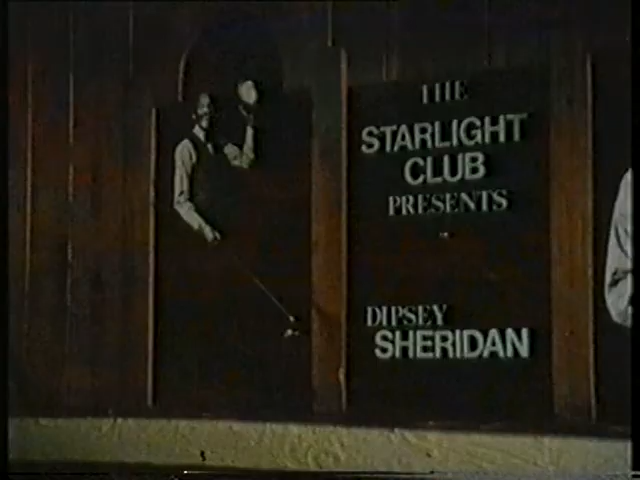 THE
STARLIGHT
CLUB
PRESENTS
DIPSEY
SHERIDAN